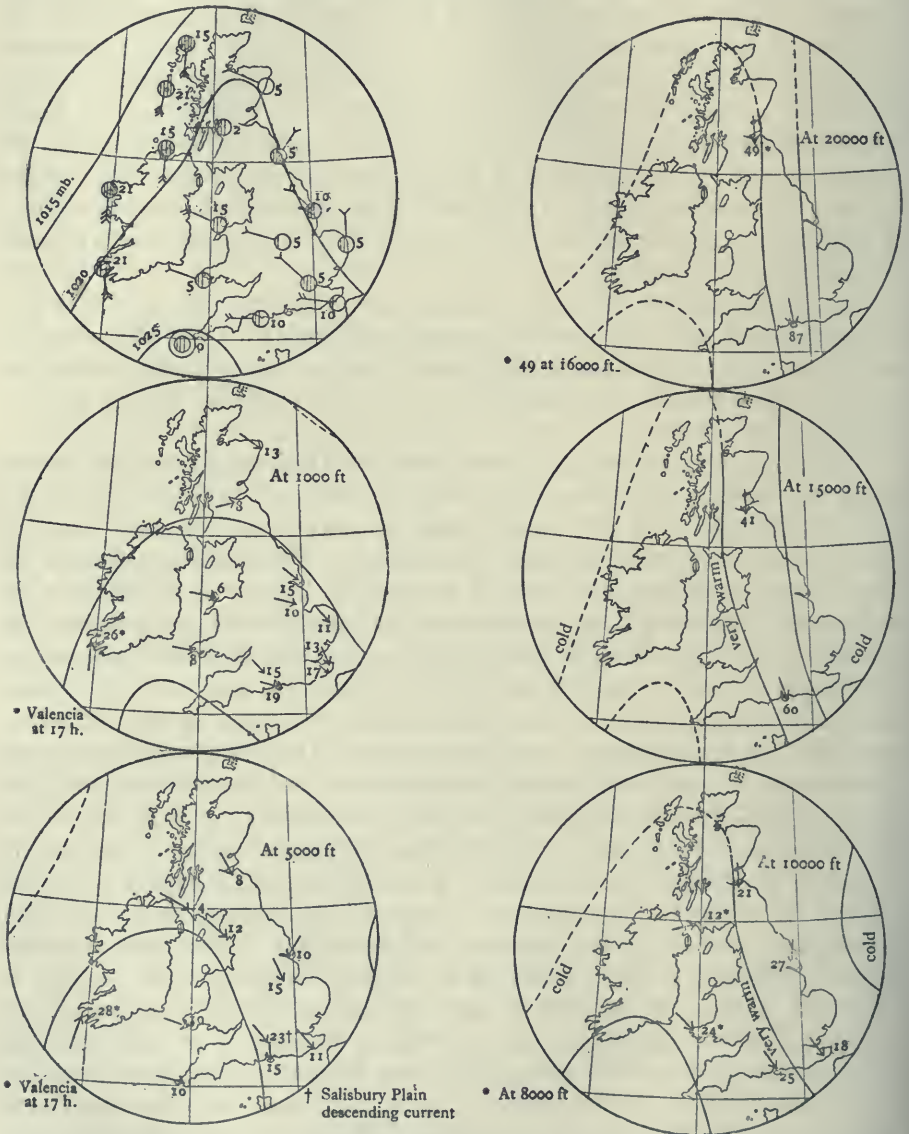 15
5
21
15
2
5
1015 mb.
21
15
10
5
5
1020
21
5
5
10
10
1025
0
At 20000 ft
49*
87
* 49 at 16000 ft.
At 1000 ft
13
8
6
15
10
10
11
26*
8
13
17
15
19
* Valencia
at 17 h.
At 15000 ft
41
very warm
cold
cold
60
At 5000 ft
8
4
12
10
15
28*
23†
11
15
10
* Valencia
at 17 h.
† Salisbury Plain
descending current
At 10000 ft
21
12*
cold
27
cold
very warm
24*
18
25
* At 8000 ft